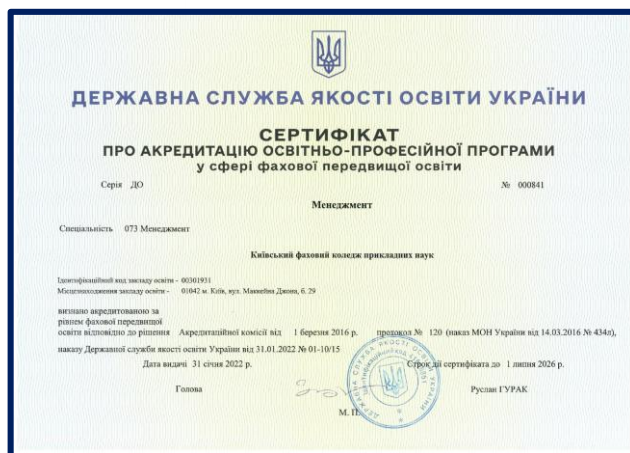 ДЕРЖАВНА СЛУЖБА ЯКОСТІ ОСВІТИ УКРАЇНИ
СЕРТИФІКАТ
ПРО АКРЕДИТАЦІЮ ОСВІТНЬО-ПРОФЕСІЙНОЇ ПРОГРАМИ
у сфері фахової передвищої освіти
Серія ДО № 000841
Менеджмент
Спеціальність 073 Менеджмент
Київський фаховий коледж прикладних наук
Ідентифікаційний код закладу освіти - 00301931
Місцезнаходження закладу освіти - 01042 м. Київ, вул. Маккейна Джона, б. 29
визнано акредитованою за
рівнем фахової передвищої
освіти відповідно до рішення Акредитаційної комісії від 1 березня 2016 р. протокол № 120 (наказ МОН України від 14.03.2016 № 434л),
наказу Державної служби якості освіти України від 31.01.2022 № 01-10/15
Дата видачі 31 січня 2022 р. Строк дії сертифіката до 1 липня 2026 р.
Голова Руслан ГУРАК
М. П.